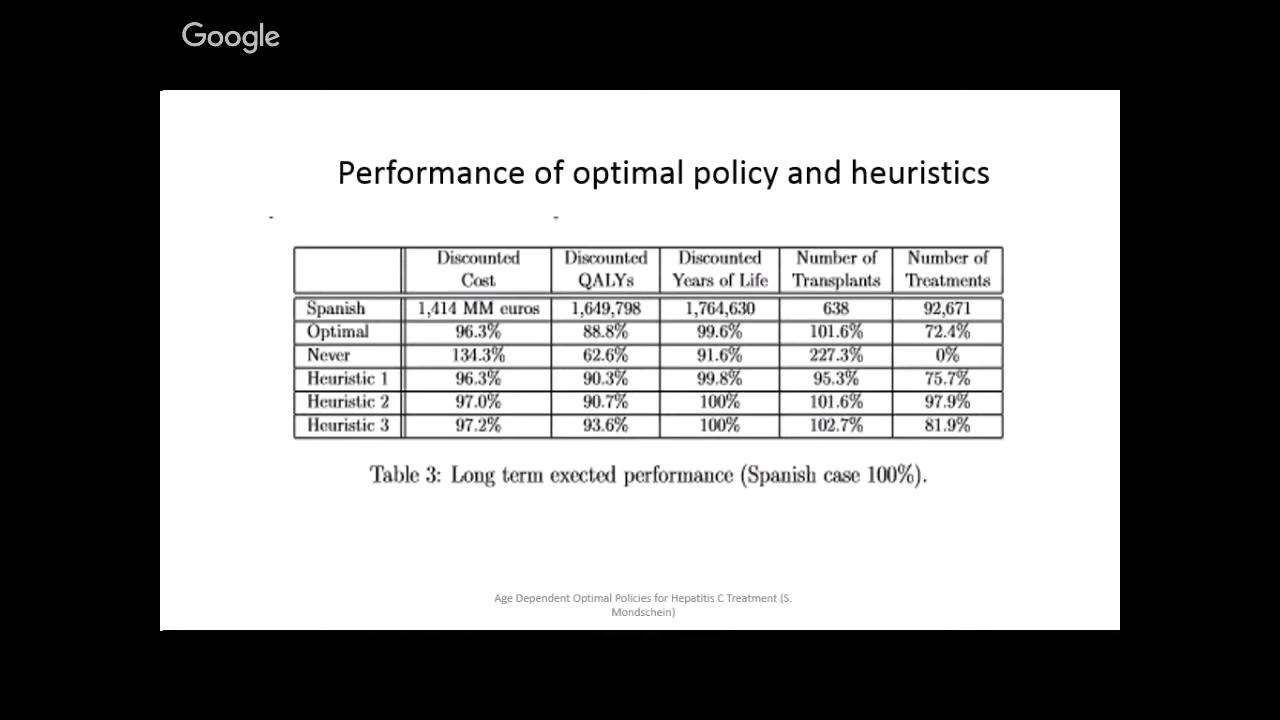 Google
Performance of optimal policy and heuristics
Discounted Cost Discounted QALYs Discounted Years of Life Number of Transplants Number of Treatments
Spanish 1,414 MM euros 1,649,798 1,764,630 638 92,671
Optimal 96.3% 88.8% 99.6% 101.6% 72.4%
Never 134.3% 62.6% 91.6% 227.3% 0%
Heuristic 1 96.3% 90.3% 99.8% 95.3% 75.7%
Heuristic 2 97.0% 90.7% 100% 101.6% 97.9%
Heuristic 3 97.2% 93.6% 100% 102.7% 81.9%
Table 3: Long term exected performance (Spanish case 100%).
Age Dependent Optimal Policies for Hepatitis C Treatment (S.
Mondschein)